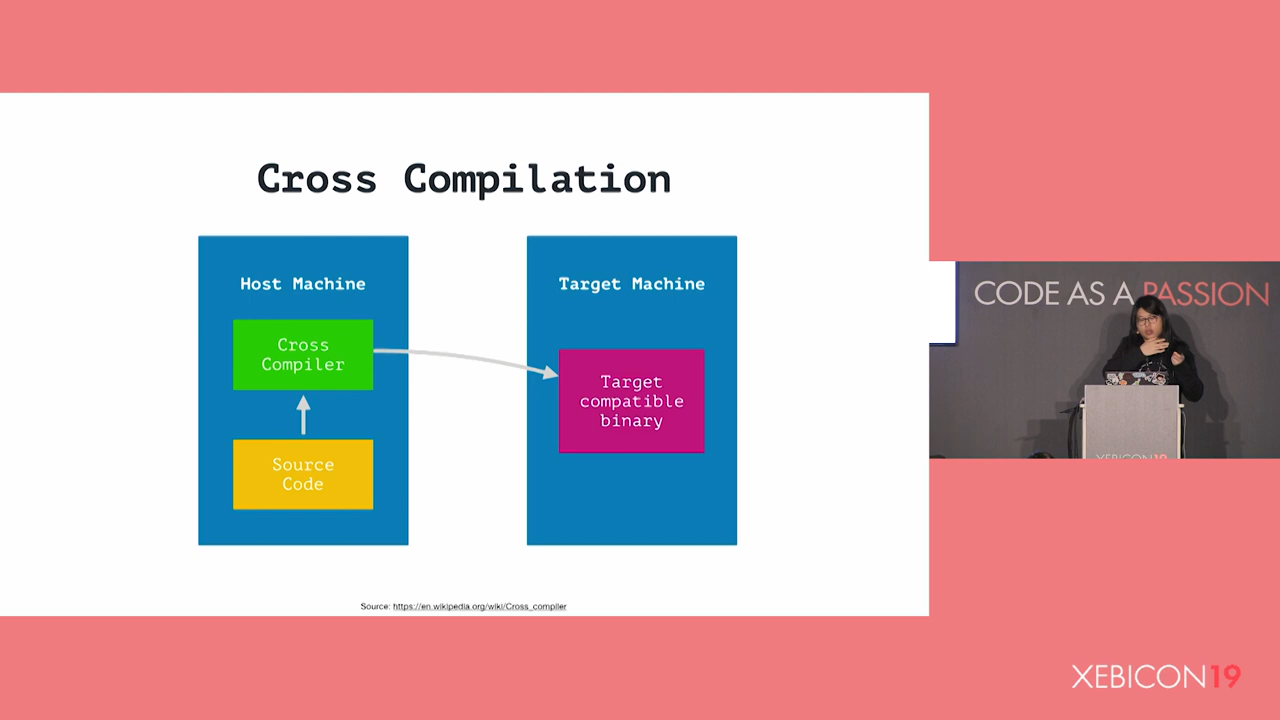 Cross Compilation
Host Machine
Cross
Compiler
Source
Code
Target Machine
Target
compatible
binary
Source: https://en.wikipedia.org/wiki/Cross_compiler
CODE AS A PASSION
XEBICON19
XEBICON19